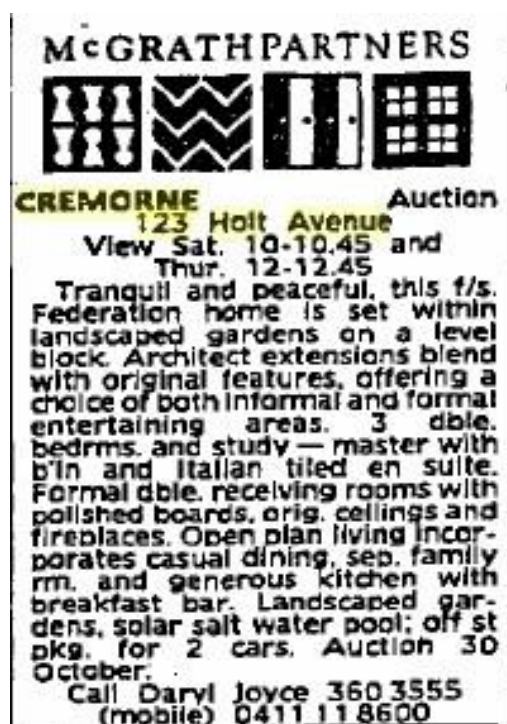 McGRATHPARTNERS
CREMORNE Auction
123 Holt Avenue
View Sat. 10-10.45 and
Thur. 12-12.45
Tranquil and peaceful, this f/s.
Federation home is set within
landscaped gardens on a level
block. Architect extensions blend
with original features, offering a
choice of both informal and formal
entertaining areas. 3 dble.
bedrms. and study — master with
b'in and Italian tiled en suite.
Formal dble. receiving rooms with
polished boards, orig. ceilings and
fireplaces. Open plan living incor-
porates casual dining, sep. family
rm. and generous kitchen with
breakfast bar. Landscaped gar-
dens, solar salt water pool; off st
pkg. for 2 cars. Auction 30
October.
Call Daryl Joyce 360 3555
(mobile) 0411 11 8600